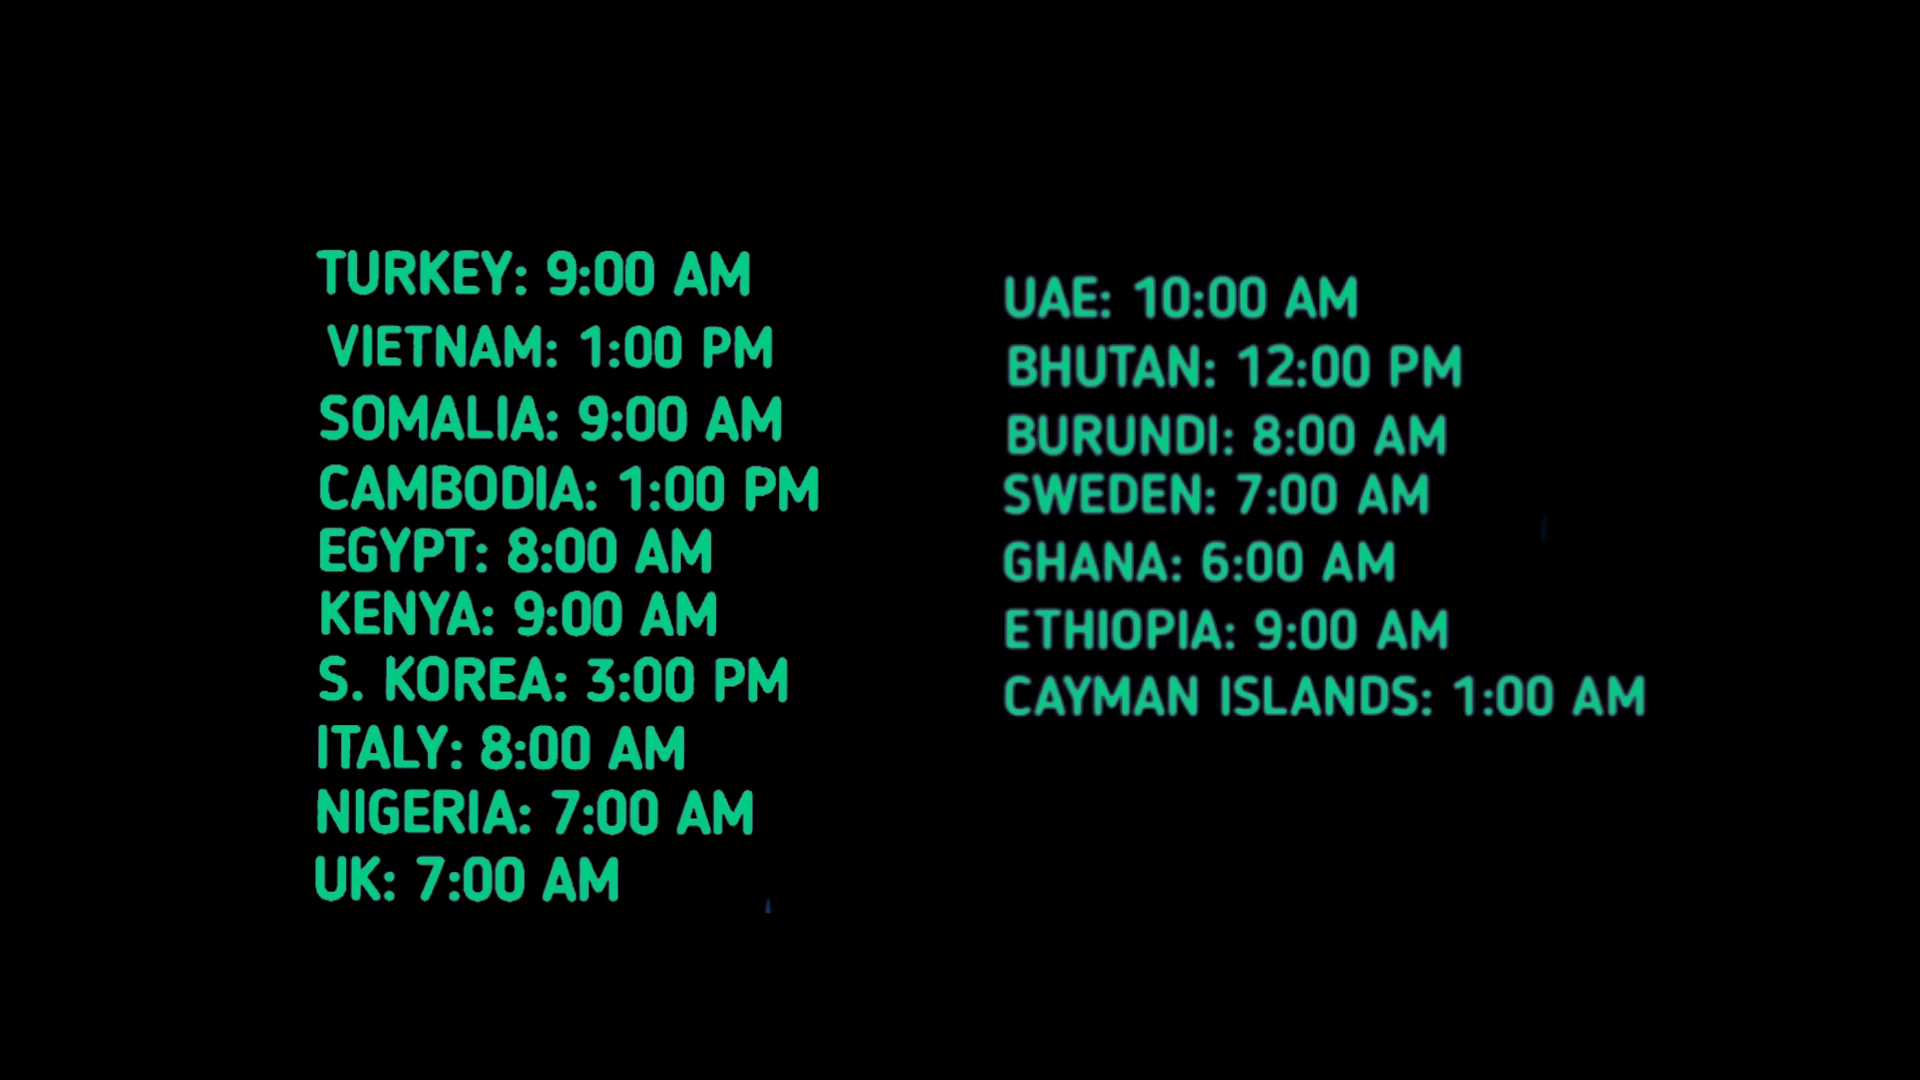 TURKEY: 9:00 AM
VIETNAM: 1:00 PM
SOMALIA: 9:00 AM
CAMBODIA: 1:00 PM
EGYPT: 8:00 AM
KENYA: 9:00 AM
S. KOREA: 3:00 PM
ITALY: 8:00 AM
NIGERIA: 7:00 AM
UK: 7:00 AM
UAE: 10:00 AM
BHUTAN: 12:00 PM
BURUNDI: 8:00 AM
SWEDEN: 7:00 AM
GHANA: 6:00 AM
ETHIOPIA: 9:00 AM
CAYMAN ISLANDS: 1:00 AM